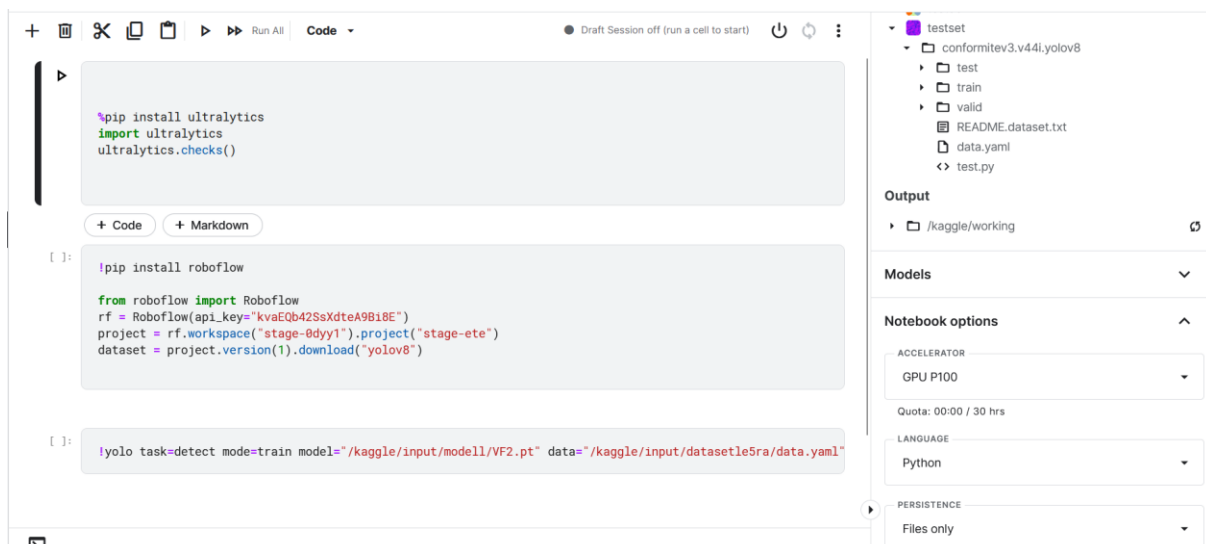 Run All
Code
Draft Session off (run a cell to start)
%pip install ultralytics
import ultralytics
ultralytics.checks()
+ Code
+ Markdown
[ ]:
!pip install roboflow
from roboflow import Roboflow
rf = Roboflow(api_key="kvaEQb42SsXdteA9Bi8E")
project = rf.workspace("stage-0dyy1").project("stage-ete")
dataset = project.version(1).download("yolov8")
[ ]:
!yolo task=detect mode=train model="/kaggle/input/modell/VF2.pt" data="/kaggle/input/datasetle5ra/data.yaml"
testset
conformitev3.v44i.yolov8
test
train
valid
README.dataset.txt
data.yaml
test.py
Output
/kaggle/working
Models
Notebook options
ACCELERATOR
GPU P100
Quota: 00:00 / 30 hrs
LANGUAGE
Python
PERSISTENCE
Files only